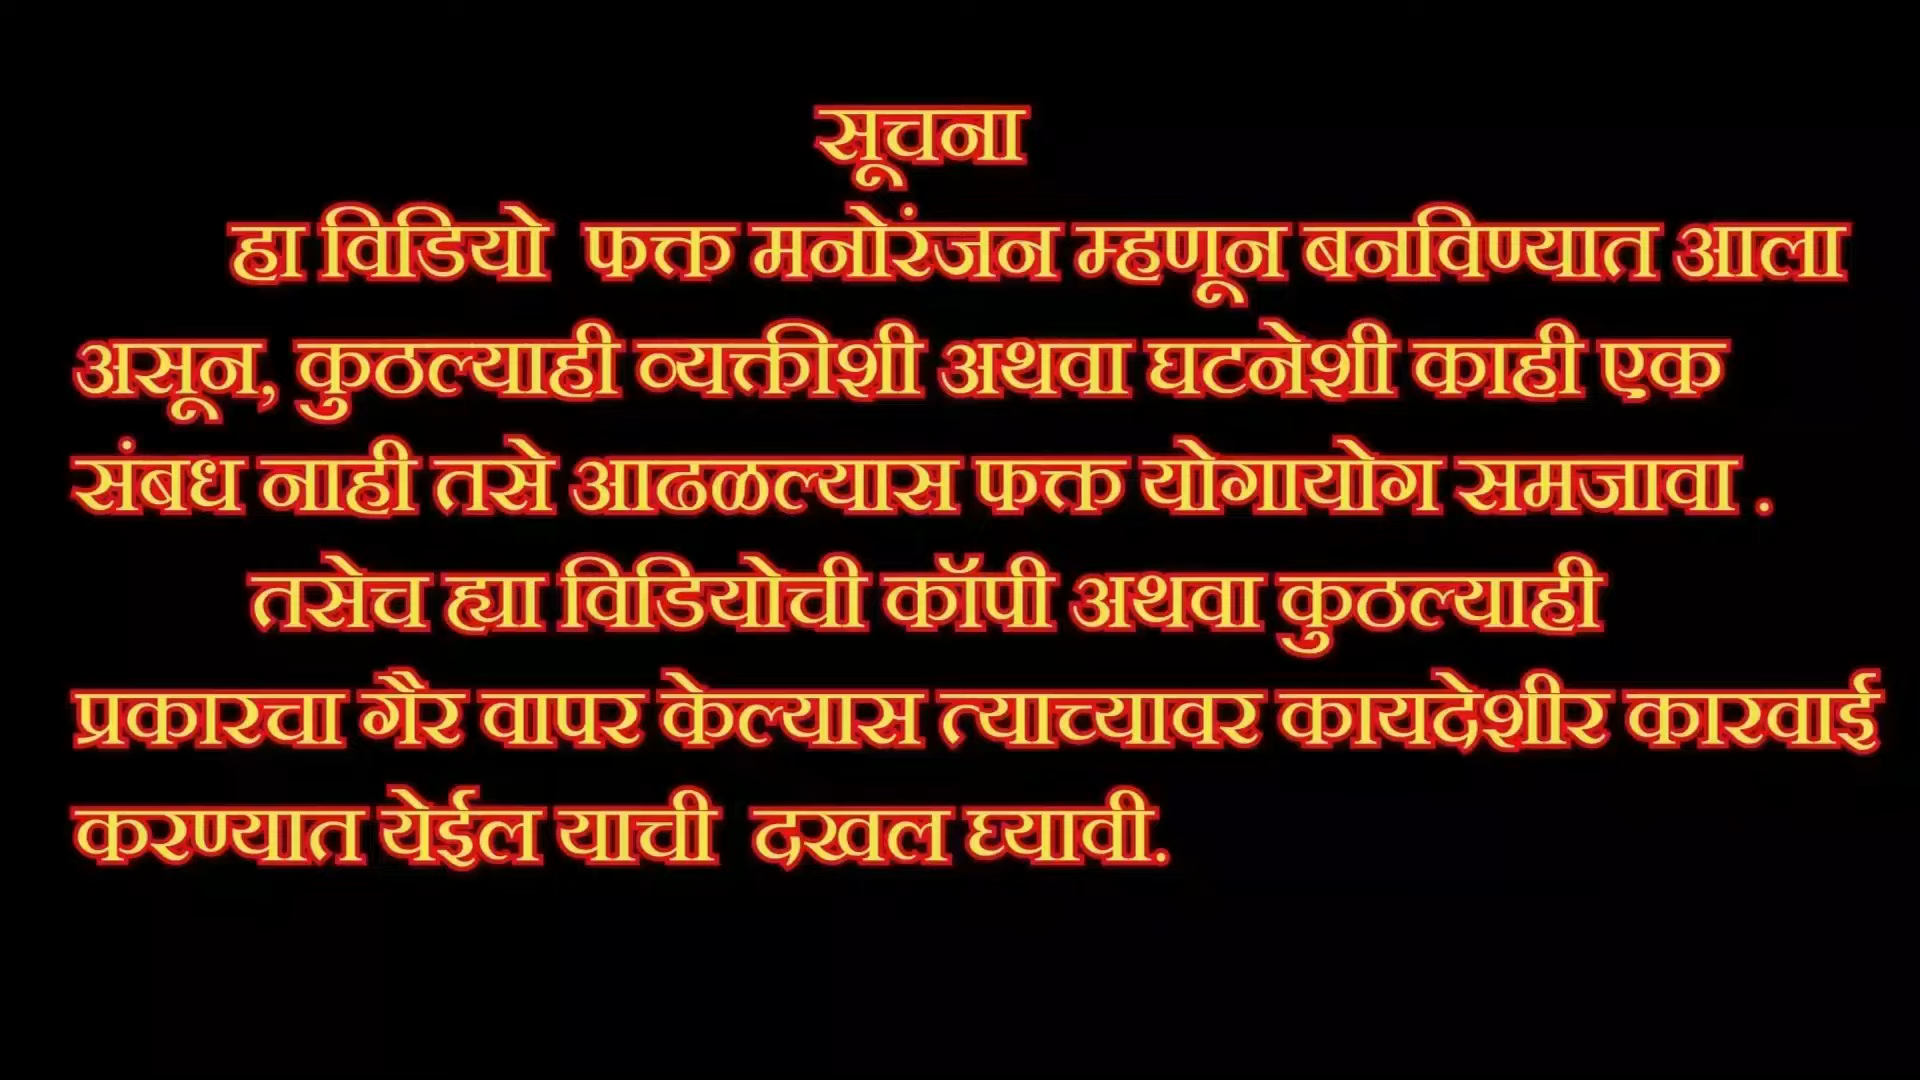 सूचना
हा विडियो फक्त मनोरंजन म्हणून बनविण्यात आला
असून, कुठल्याही व्यक्तीशी अथवा घटनेशी काही एक
संबध नाही तसे आढळल्यास फक्त योगायोग समजावा .
तसेच ह्या विडियोची कॉपी अथवा कुठल्याही
प्रकारचा गैर वापर केल्यास त्याच्यावर कायदेशीर कारवाई
करण्यात येईल याची दखल घ्यावी.